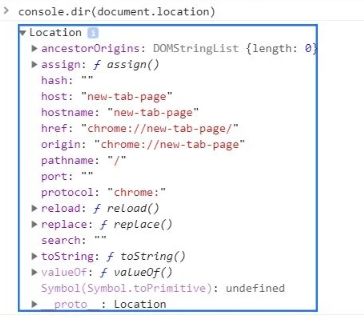 > console.dir(document.location)
▼Location i
▶ancestorOrigins: DOMStringList {length: 0}
▶assign: ƒ assign()
hash: ""
host: "new-tab-page"
hostname: "new-tab-page"
href: "chrome://new-tab-page/"
origin: "chrome://new-tab-page"
pathname: "/"
port: ""
protocol: "chrome:"
▶reload: ƒ reload()
▶replace: ƒ replace()
search: ""
▶toString: ƒ toString()
▶valueOf: ƒ valueOf()
Symbol(Symbol.toPrimitive): undefined
▶__proto__: Location